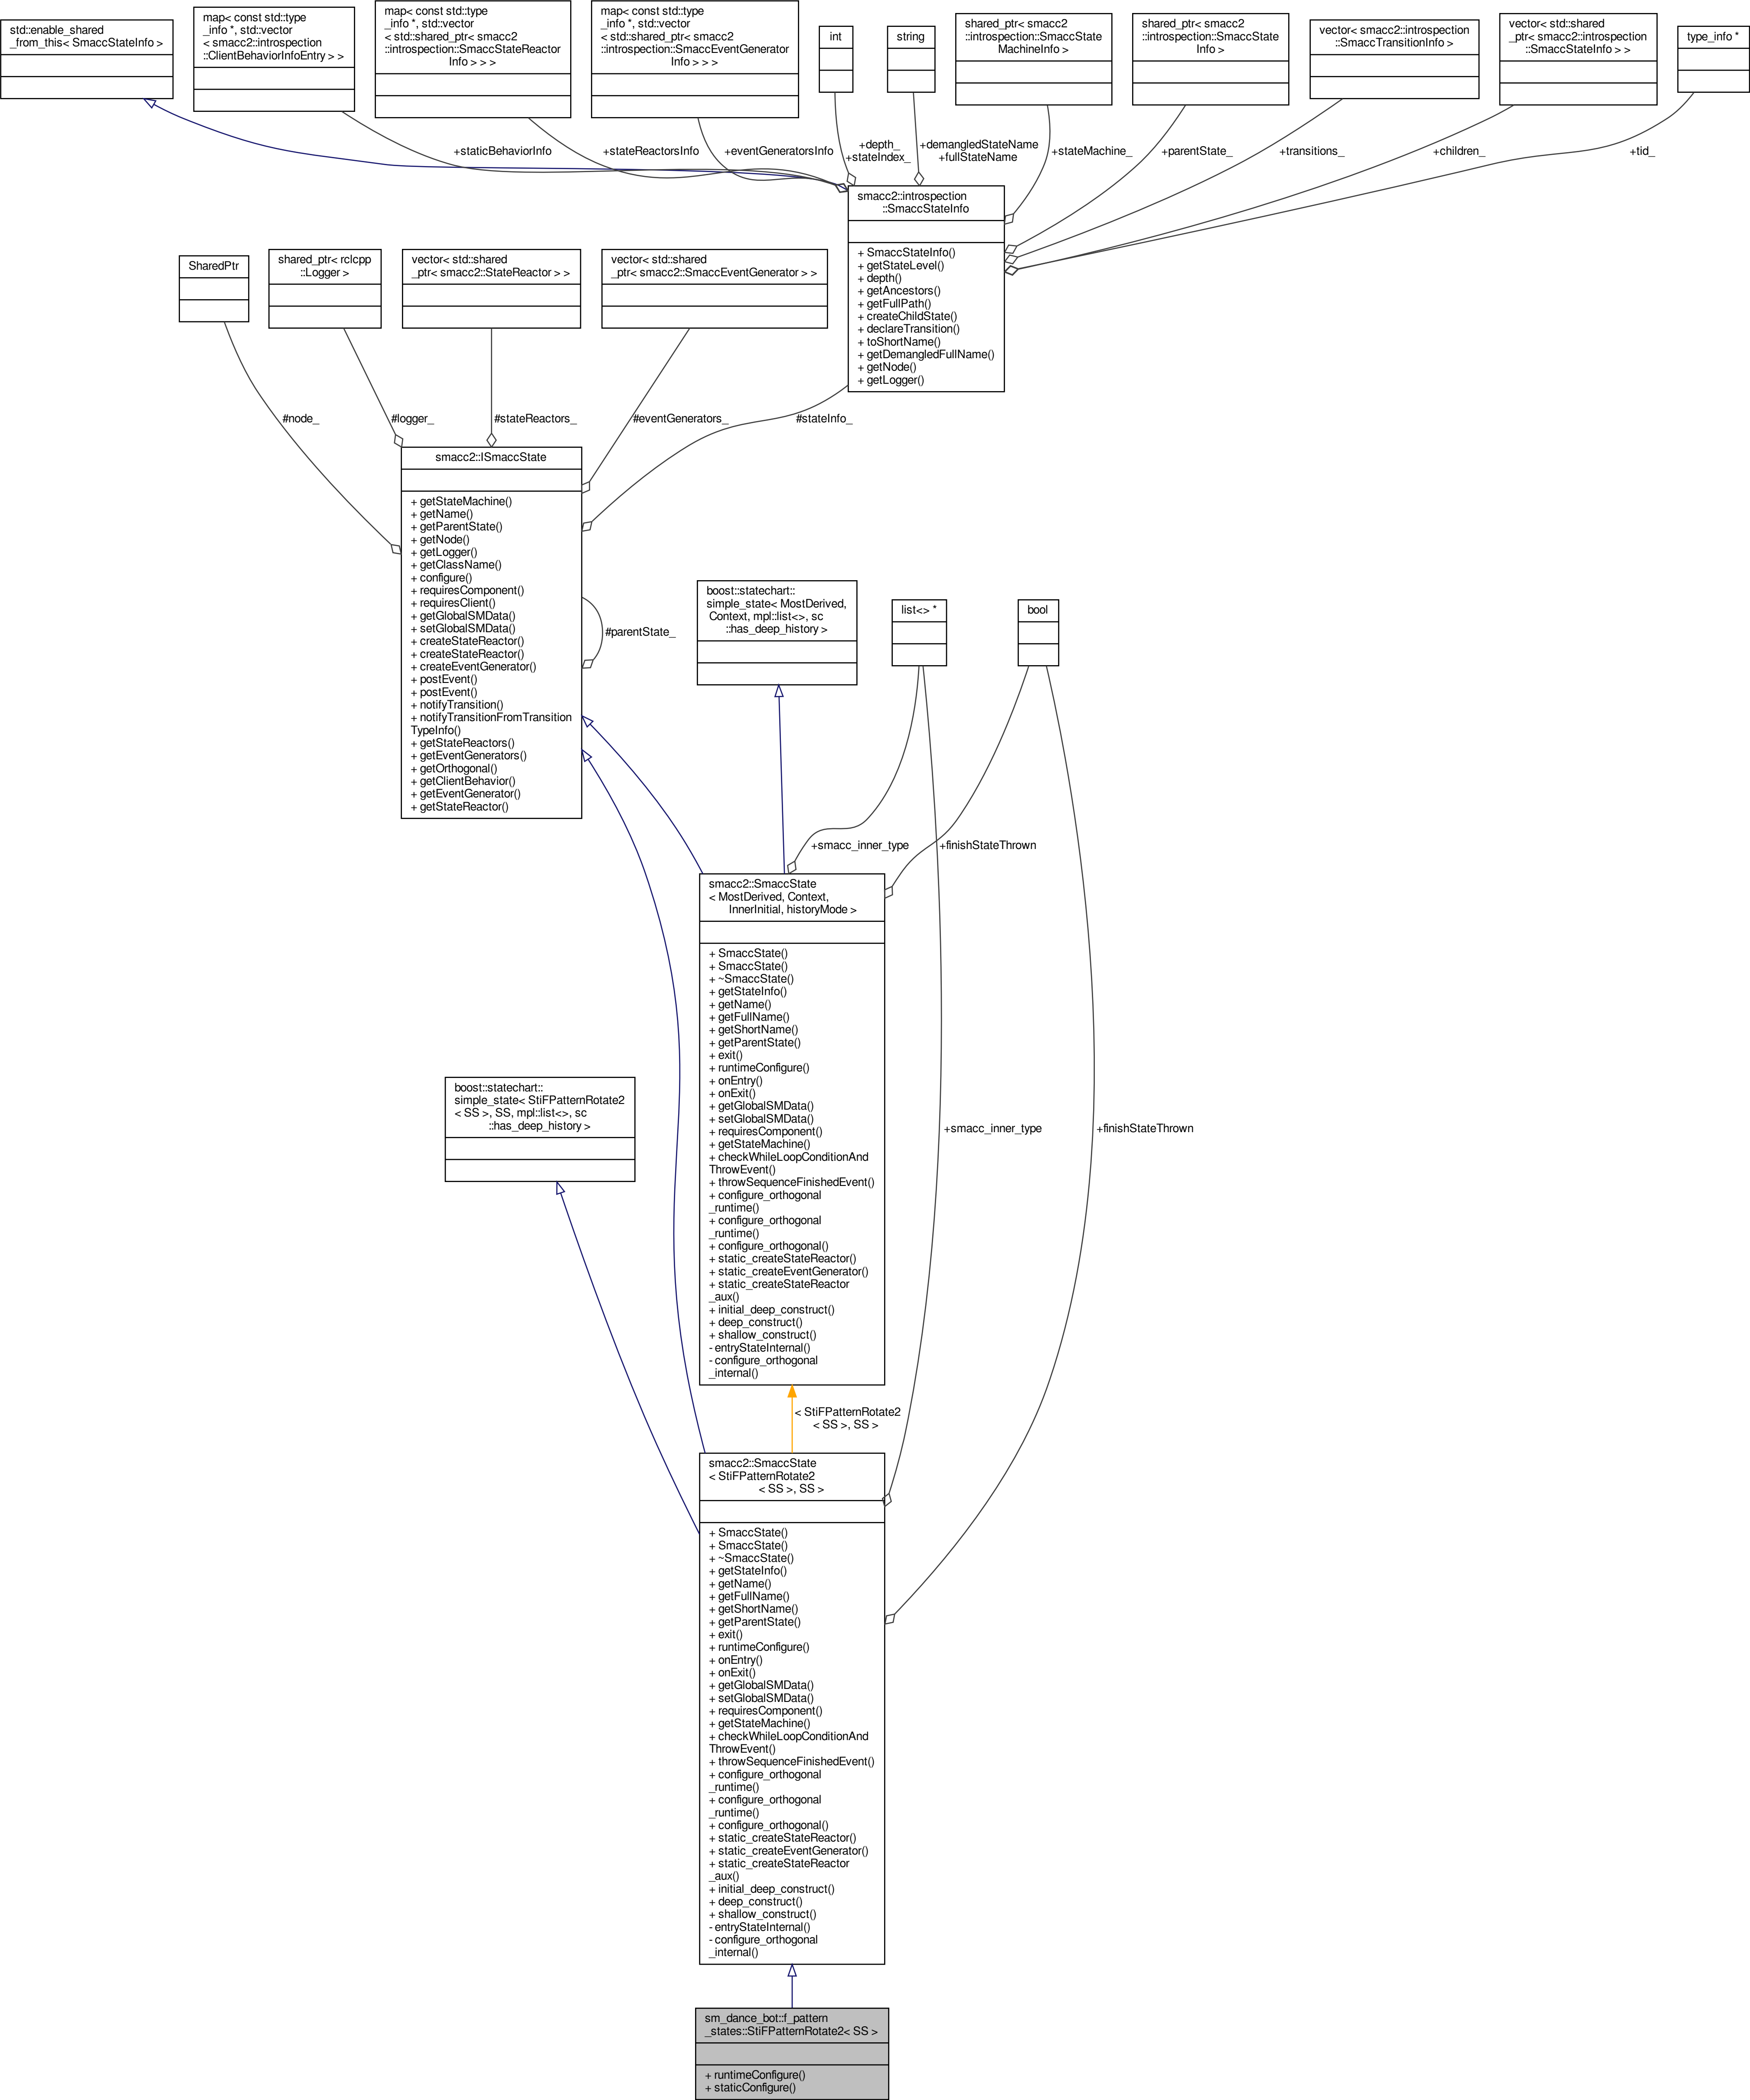 std::enable_shared
_from_this< SmaccStateInfo >
map< const std::type
_info *, std::vector
< smacc2::introspection
::ClientBehaviorInfoEntry > >
map< const std::type
_info *, std::vector
< std::shared_ptr< smacc2
::introspection::SmaccStateReactor
Info > > >
map< const std::type
_info *, std::vector
< std::shared_ptr< smacc2
::introspection::SmaccEventGenerator
Info > > >
int
string
shared_ptr< smacc2
::introspection::SmaccState
MachineInfo >
shared_ptr< smacc2
::introspection::SmaccState
Info >
vector< smacc2::introspection
::SmaccTransitionInfo >
vector< std::shared
_ptr< smacc2::introspection
::SmaccStateInfo > >
type_info *
+staticBehaviorInfo
+stateReactorsInfo
+eventGeneratorsInfo
+depth_
+stateIndex_
+demangledStateName
+fullStateName
+stateMachine_
+parentState_
+transitions_
+children_
+tid_
smacc2::introspection
::SmaccStateInfo
+ SmaccStateInfo()
+ getStateLevel()
+ depth()
+ getAncestors()
+ getFullPath()
+ createChildState()
+ declareTransition()
+ toShortName()
+ getDemangledFullName()
+ getNode()
+ getLogger()
SharedPtr
shared_ptr< rclcpp
::Logger >
vector< std::shared
_ptr< smacc2::StateReactor > >
vector< std::shared
_ptr< smacc2::SmaccEventGenerator > >
#node_
#logger_
#stateReactors_
#eventGenerators_
#stateInfo_
smacc2::ISmaccState
+ getStateMachine()
+ getName()
+ getParentState()
+ getNode()
+ getLogger()
+ getClassName()
+ configure()
+ requiresComponent()
+ requiresClient()
+ getGlobalSMData()
+ setGlobalSMData()
+ createStateReactor()
+ createStateReactor()
+ createEventGenerator()
+ postEvent()
+ postEvent()
+ notifyTransition()
+ notifyTransitionFromTransition
TypeInfo()
+ getStateReactors()
+ getEventGenerators()
+ getOrthogonal()
+ getClientBehavior()
+ getEventGenerator()
+ getStateReactor()
#parentState_
boost::statechart::
simple_state< MostDerived,
Context, mpl::list<>, sc
::has_deep_history >
list<> *
bool
+smacc_inner_type
+finishStateThrown
smacc2::SmaccState
< MostDerived, Context,
InnerInitial, historyMode >
+ SmaccState()
+ SmaccState()
+ ~SmaccState()
+ getStateInfo()
+ getName()
+ getFullName()
+ getShortName()
+ getParentState()
+ exit()
+ runtimeConfigure()
+ onEntry()
+ onExit()
+ getGlobalSMData()
+ setGlobalSMData()
+ requiresComponent()
+ getStateMachine()
+ checkWhileLoopConditionAnd
ThrowEvent()
+ throwSequenceFinishedEvent()
+ configure_orthogonal
_runtime()
+ configure_orthogonal
_runtime()
+ configure_orthogonal()
+ static_createStateReactor()
+ static_createEventGenerator()
+ static_createStateReactor
_aux()
+ initial_deep_construct()
+ deep_construct()
+ shallow_construct()
- entryStateInternal()
- configure_orthogonal
_internal()
boost::statechart::
simple_state< StiFPatternRotate2
< SS >, SS, mpl::list<>, sc
::has_deep_history >
+smacc_inner_type
+finishStateThrown
< StiFPatternRotate2
< SS >, SS >
smacc2::SmaccState
< StiFPatternRotate2
< SS >, SS >
+ SmaccState()
+ SmaccState()
+ ~SmaccState()
+ getStateInfo()
+ getName()
+ getFullName()
+ getShortName()
+ getParentState()
+ exit()
+ runtimeConfigure()
+ onEntry()
+ onExit()
+ getGlobalSMData()
+ setGlobalSMData()
+ requiresComponent()
+ getStateMachine()
+ checkWhileLoopConditionAnd
ThrowEvent()
+ throwSequenceFinishedEvent()
+ configure_orthogonal
_runtime()
+ configure_orthogonal
_runtime()
+ configure_orthogonal()
+ static_createStateReactor()
+ static_createEventGenerator()
+ static_createStateReactor
_aux()
+ initial_deep_construct()
+ deep_construct()
+ shallow_construct()
- entryStateInternal()
- configure_orthogonal
_internal()
sm_dance_bot::f_pattern
_states::StiFPatternRotate2< SS >
+ runtimeConfigure()
+ staticConfigure()